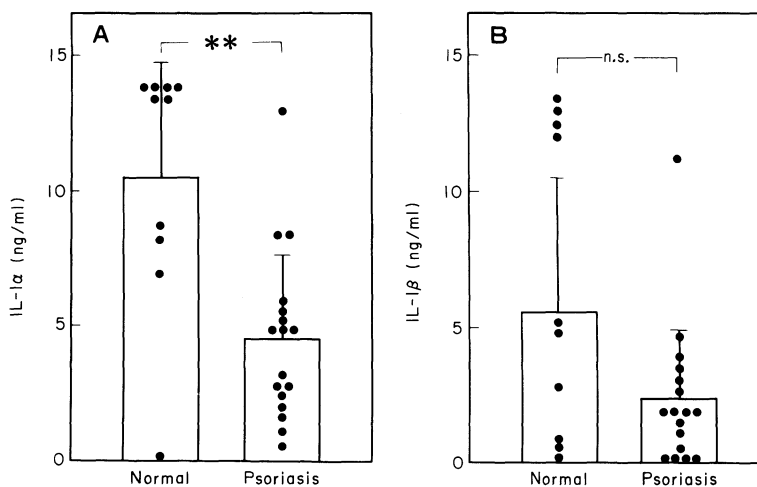 A
**
15
10
5
0
IL-1α (ng/ml)
Normal Psoriasis
B
n.s.
15
10
5
0
IL-1β (ng/ml)
Normal Psoriasis